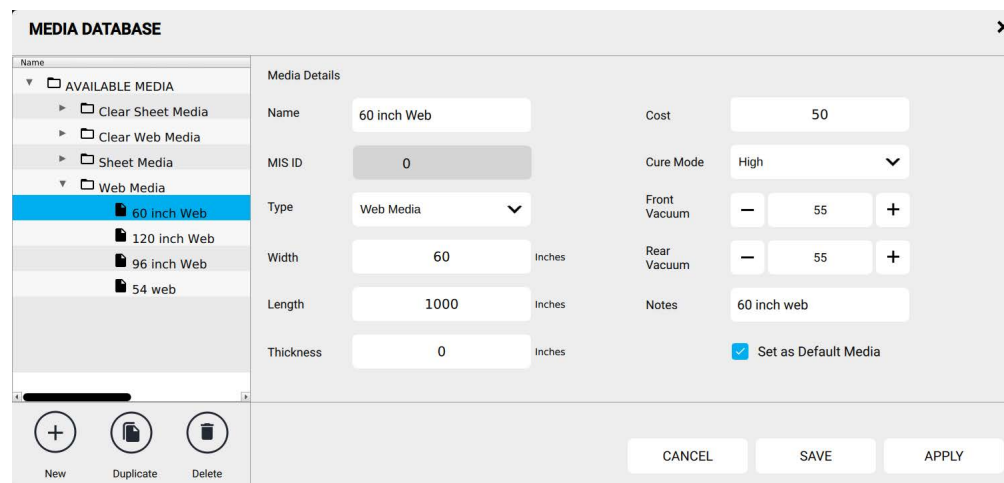 MEDIA DATABASE
Name
AVAILABLE MEDIA
Clear Sheet Media
Clear Web Media
Sheet Media
Web Media
60 inch Web
120 inch Web
96 inch Web
54 web
New
Duplicate
Delete
Media Details
Name
60 inch Web
MIS ID
0
Type
Web Media
Width
60
Inches
Length
1000
Inches
Thickness
0
Inches
Cost
50
Cure Mode
High
Front
Vacuum
55
Rear
Vacuum
55
Notes
60 inch web
Set as Default Media
CANCEL
SAVE
APPLY